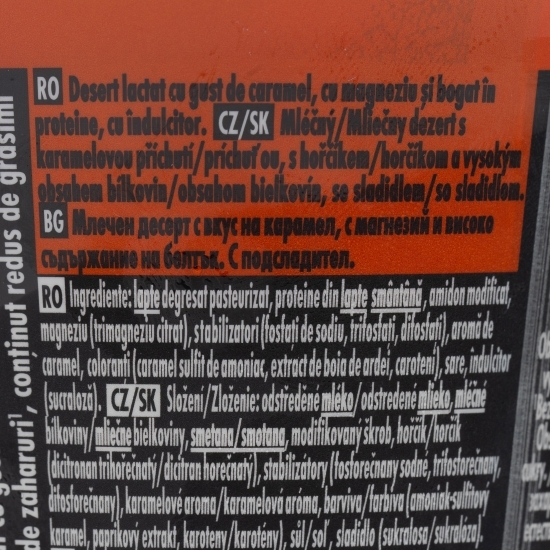 RO Desert lactat cu gust de caramel, cu magneziu și bogat în
proteine, cu îndulcitor. CZ/SK Mléčný/Mliečny dezert s
karamelovou příchutí/príchuťou, s hořčíkem/horčíkom a vysokým
obsahem bílkovin/obsahom bielkovín, se sladidlem/so sladidlom.
BG Млечен десерт с вкус на карамел, с магнезий и високо
съдържание на белтък. С подсладител.
RO Ingrediente: lapte degresat pasteurizat, proteine din lapte, smântână, amidon modificat,
magneziu (trimagneziu citrat), stabilizatori (fosfați de sodiu, trifosfați, difosfați), aromă de
caramel, coloranți (caramel sulfit de amoniac, extract de boia de ardei, caroteni), sare, îndulcitor
(sucraloză). CZ/SK Složení/Zloženie: odstředěné mléko/odstredené mlieko, mléčné
bílkoviny/mliečne bielkoviny, smetana/smotana, modifikovaný škrob, hořčík/horčík
(dicitronan trihořečnatý/dicitran horečnatý), stabilizátory (fosforečnany sodné, trifosforečnany,
difosforečnany), karamelové aroma/karamelová aróma, barviva/farbivá (amoniak-sulfitový
karamel, paprikový extrakt, karoteny/karotény), sůl/soľ, sladidlo (sukralosa/sukralóza).
de zaharuri¹, conținut redus de grăsimi